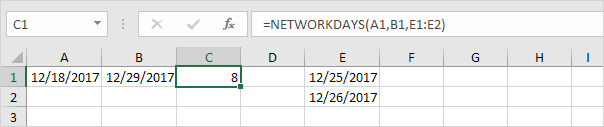 C1 fx =NETWORKDAYS(A1,B1,E1:E2)
A B C D E F G H I
1 12/18/2017 12/29/2017 8 12/25/2017
2 12/26/2017
3